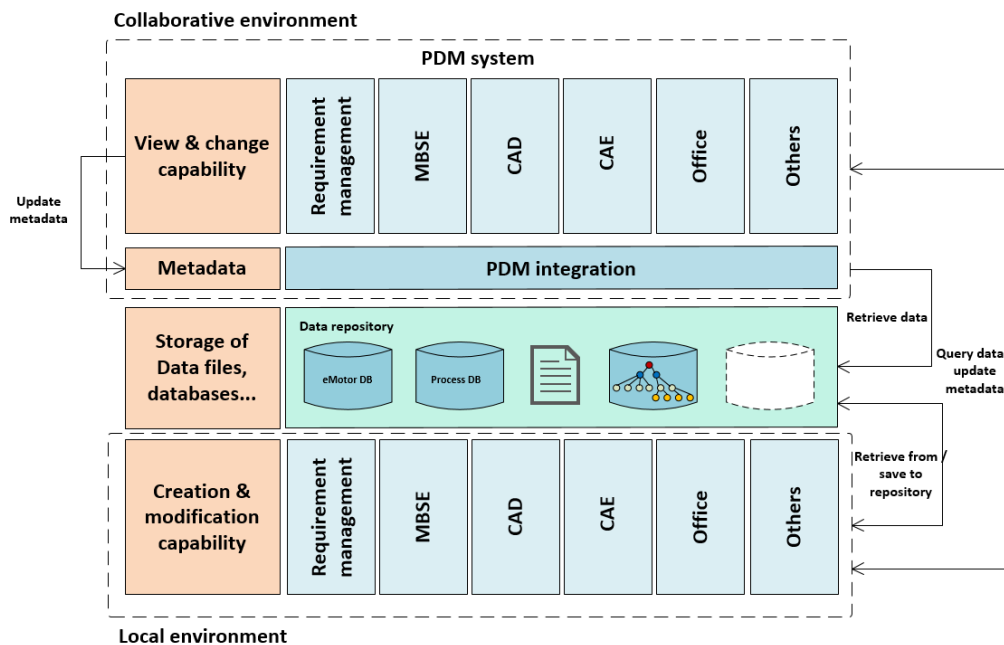 Collaborative environment
PDM system
View & change
capability
Requirement
management
MBSE
CAD
CAE
Office
Others
Update
metadata
Metadata
PDM integration
Storage of
Data files,
databases...
Data repository
eMotor DB
Process DB
Retrieve data
Query data
update
metadata
Retrieve from /
save to
repository
Creation &
modification
capability
Requirement
management
MBSE
CAD
CAE
Office
Others
Local environment